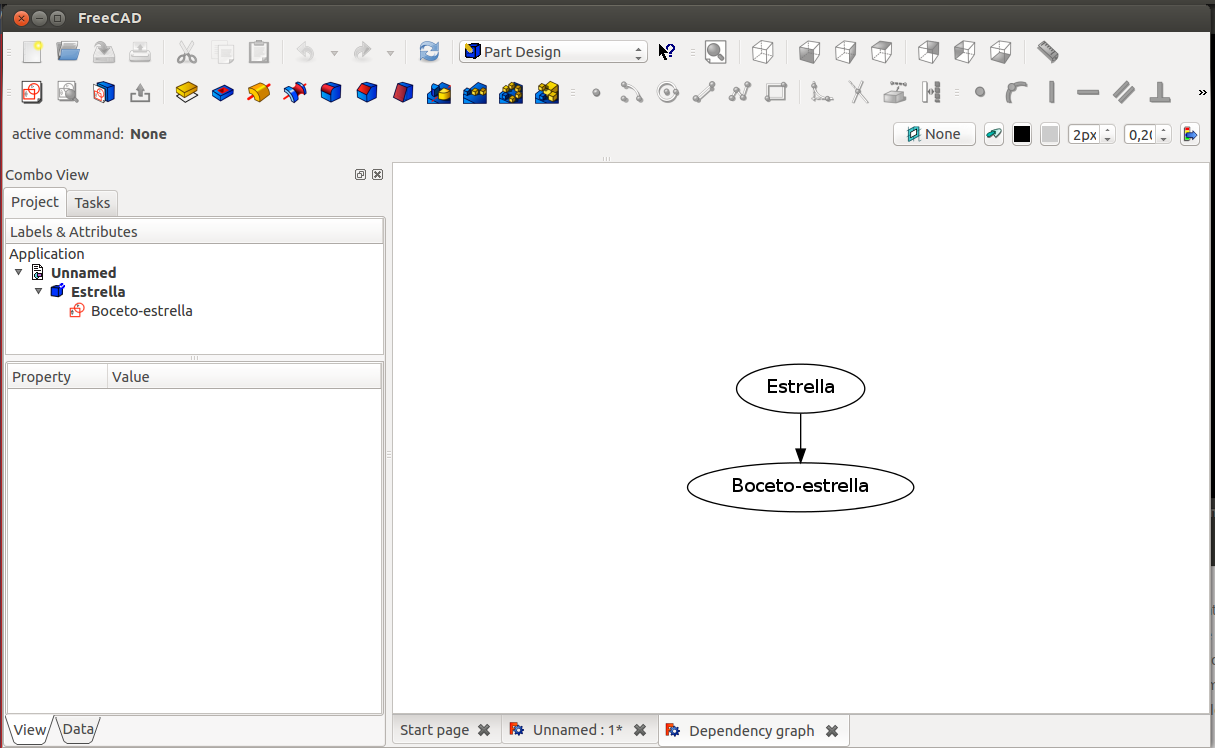 FreeCAD
Part Design
active command: None
None
2px
0,20
Combo View
Project
Tasks
Labels & Attributes
Application
Unnamed
Estrella
Boceto-estrella
Property
Value
View
Data
Estrella
Boceto-estrella
Start page
Unnamed : 1*
Dependency graph